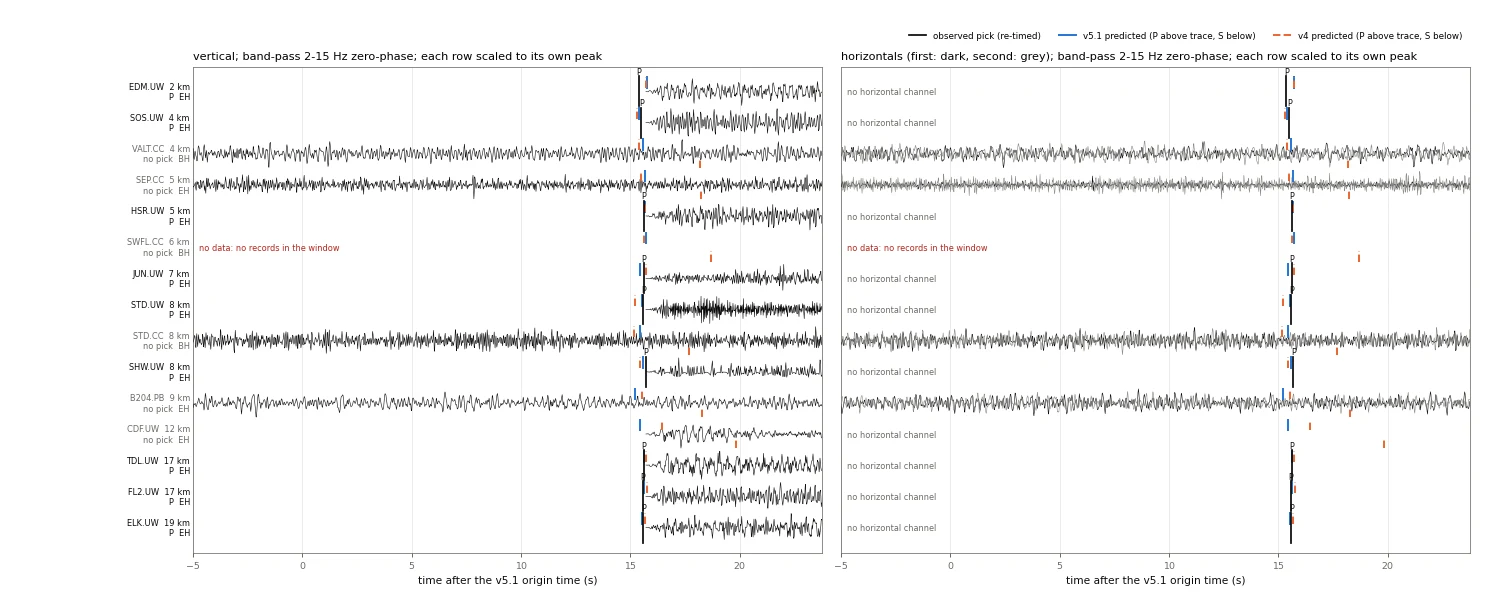 observed pick (re-timed)
v5.1 predicted (P above trace, S below)
v4 predicted (P above trace, S below)
vertical; band-pass 2-15 Hz zero-phase; each row scaled to its own peak
horizontals (first: dark, second: grey); band-pass 2-15 Hz zero-phase; each row scaled to its own peak
EDM.UW 2 km
P EH
P
P
no horizontal channel
SOS.UW 4 km
P EH
P
P
no horizontal channel
VALT.CC 4 km
no pick BH
SEP.CC 5 km
no pick EH
HSR.UW 5 km
P EH
P
P
no horizontal channel
SWFL.CC 6 km
no pick BH
no data: no records in the window
no data: no records in the window
JUN.UW 7 km
P EH
P
P
no horizontal channel
STD.UW 8 km
P EH
P
P
no horizontal channel
STD.CC 8 km
no pick BH
SHW.UW 8 km
P EH
P
P
no horizontal channel
B204.PB 9 km
no pick EH
CDF.UW 12 km
no pick EH
no horizontal channel
TDL.UW 17 km
P EH
P
P
no horizontal channel
FL2.UW 17 km
P EH
P
P
no horizontal channel
ELK.UW 19 km
P EH
P
P
no horizontal channel
−5 0 5 10 15 20
−5 0 5 10 15 20
time after the v5.1 origin time (s)
time after the v5.1 origin time (s)